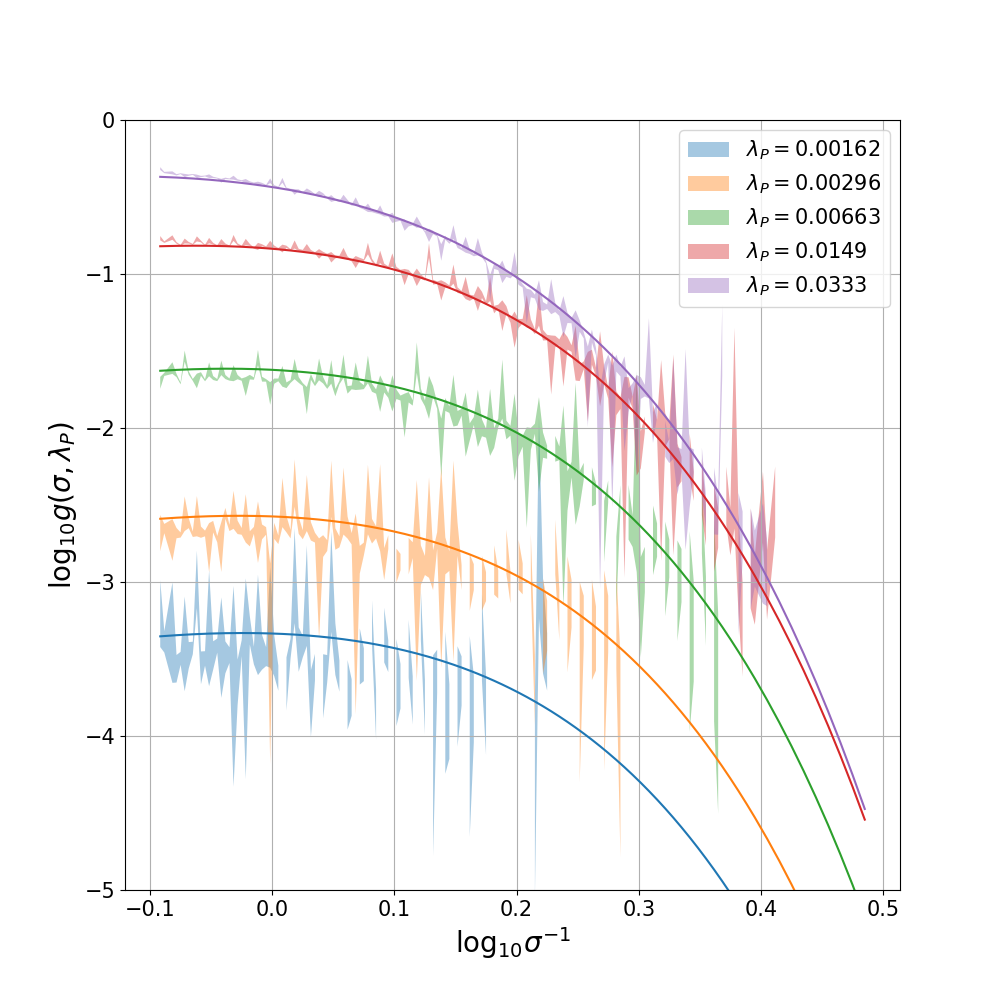 0
−1
−2
−3
−4
−5
log₁₀g(σ, λ_P)
λ_P = 0.00162
λ_P = 0.00296
λ_P = 0.00663
λ_P = 0.0149
λ_P = 0.0333
−0.1 0.0 0.1 0.2 0.3 0.4 0.5
log₁₀σ⁻¹